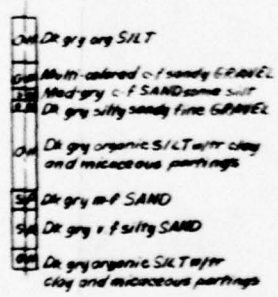 OH Dk gry org SILT
GW Multi-colored c-f sandy GRAVEL
Med gry c-f SAND some silt
Dk gry silty sandy fine GRAVEL
OH Dk gry organic SILT w/tr clay
and micaceous partings
Dk gry m-f SAND
SM Dk gry v f silty SAND
OH Dk gry organic SILT w/tr
clay and micaceous partings